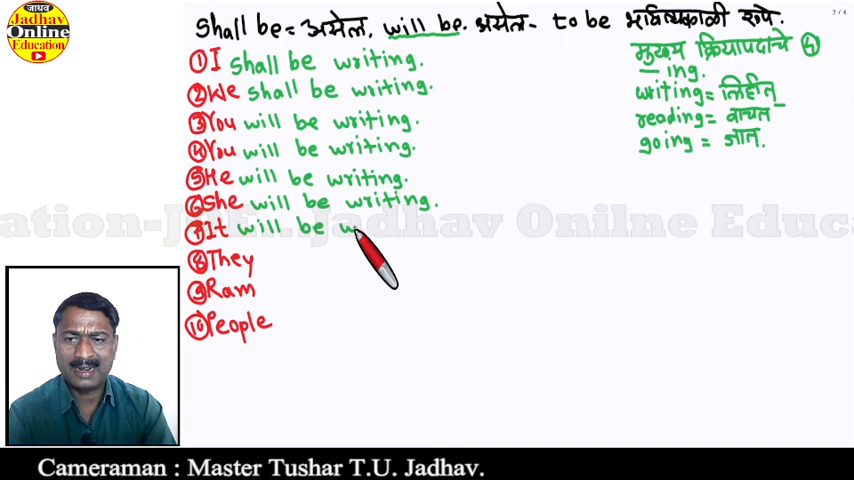 जाधव
Jadhav
Online
Education
2/4
Shall be = असेल. will be. असेल - to be भविष्यकाळी रूपे.
① I shall be writing.
② We shall be writing.
③ You will be writing.
④ You will be writing.
⑤ He will be writing.
⑥ She will be writing.
⑦ It will be w
⑧ They
⑨ Ram
⑩ People
मुख्य क्रियापदाचे ④
— ing.
writing = लिहीत
reading = वाचत
going = जात.
ation-J.E. Jadhav Onilne Educa
Cameraman : Master Tushar T.U. Jadhav.